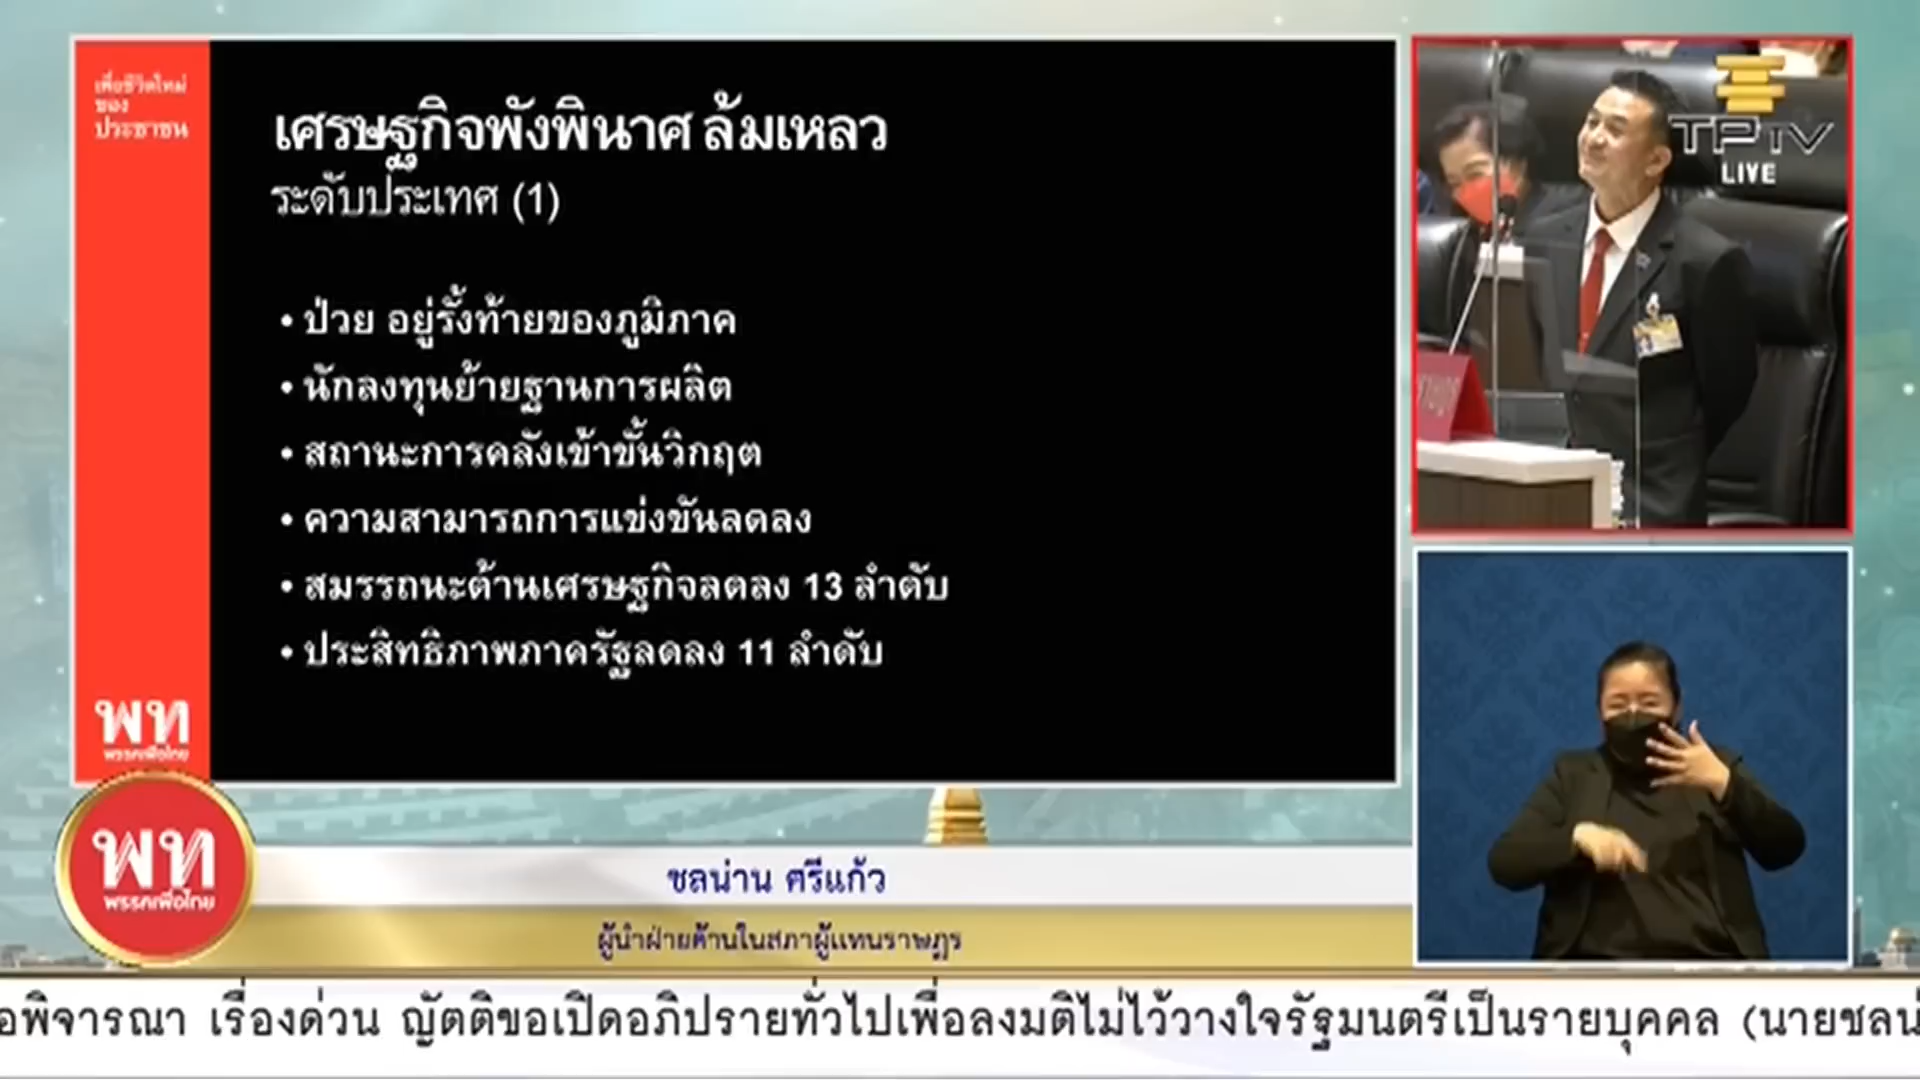 เพื่อชีวิตใหม่
ของ
ประชาชน
เศรษฐกิจพังพินาศ ล้มเหลว
ระดับประเทศ (1)
• ป่วย อยู่รั้งท้ายของภูมิภาค
• นักลงทุนย้ายฐานการผลิต
• สถานะการคลังเข้าขั้นวิกฤต
• ความสามารถการแข่งขันลดลง
• สมรรถนะด้านเศรษฐกิจลดลง 13 ลำดับ
• ประสิทธิภาพภาครัฐลดลง 11 ลำดับ
พท
พรรคเพื่อไทย
TPTV
LIVE
พท
พรรคเพื่อไทย
ชลน่าน ศรีแก้ว
ผู้นำฝ่ายค้านในสภาผู้แทนราษฎร
อพิจารณา เรื่องด่วน ญัตติขอเปิดอภิปรายทั่วไปเพื่อลงมติไม่ไว้วางใจรัฐมนตรีเป็นรายบุคคล (นายชลน่